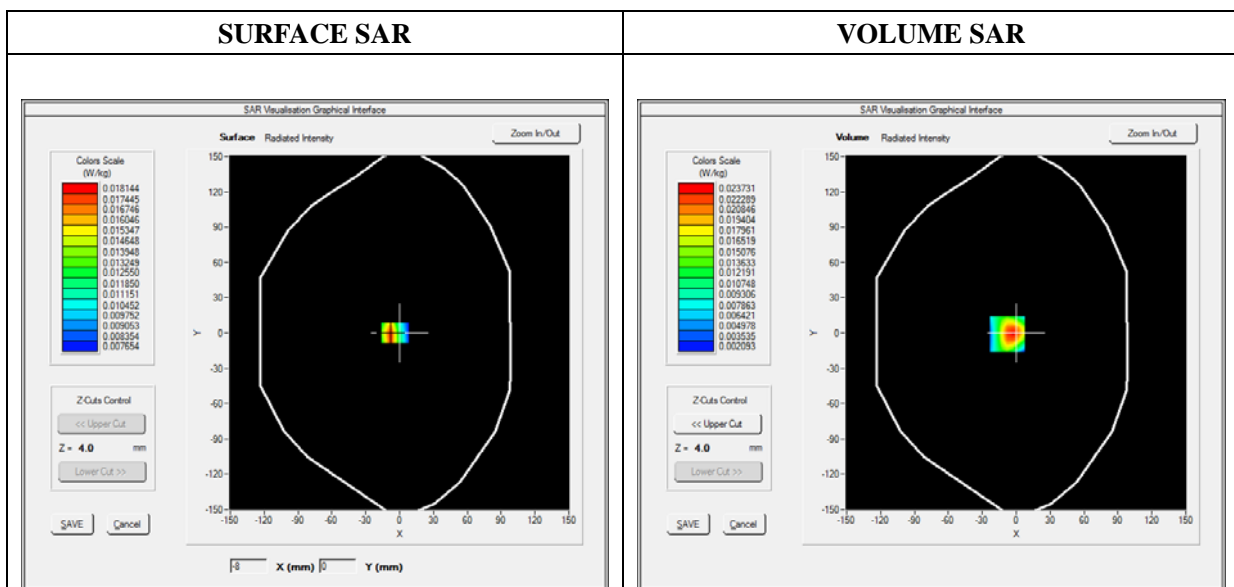 SURFACE SAR
VOLUME SAR
SAR Visualisation Graphical Interface
Surface Radiated Intensity
Zoom In/Out
Colors Scale
(W/kg)
0.018144
0.017445
0.016746
0.016046
0.015347
0.014648
0.013948
0.013249
0.012550
0.011850
0.011151
0.010452
0.009752
0.009053
0.008354
0.007654
Z-Cuts Control
<< Upper Cut
Z = 4.0 mm
Lower Cut >>
SAVE Cancel
150
120
90
60
30
0
-30
-60
-90
-120
-150
Y
-150 -120 -90 -60 -30 0 30 60 90 120 150
X
-8 X (mm) 0 Y (mm)
SAR Visualisation Graphical Interface
Volume Radiated Intensity
Zoom In/Out
Colors Scale
(W/kg)
0.023731
0.022289
0.020846
0.019404
0.017961
0.016519
0.015076
0.013633
0.012191
0.010748
0.009306
0.007863
0.006421
0.004978
0.003535
0.002093
Z-Cuts Control
<< Upper Cut
Z = 4.0 mm
Lower Cut >>
SAVE Cancel
150
120
90
60
30
0
-30
-60
-90
-120
-150
Y
-150 -120 -90 -60 -30 0 30 60 90 120 150
X